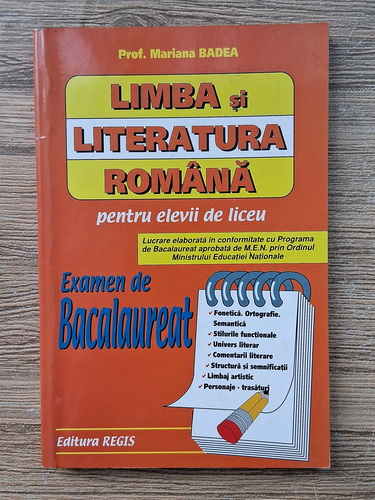 Prof. Mariana BADEA
LIMBA și
LITERATURA
ROMÂNĂ
pentru elevii de liceu
Lucrare elaborată în conformitate cu Programa
de Bacalaureat aprobată de M.E.N. prin Ordinul
Ministrului Educației Naționale
Examen de
Bacalaureat
Fonetică. Ortografie.
Semantică
Stilurile funcționale
Univers literar
Comentarii literare
Structură și semnificații
Limbaj artistic
Personaje - trasături
Editura REGIS